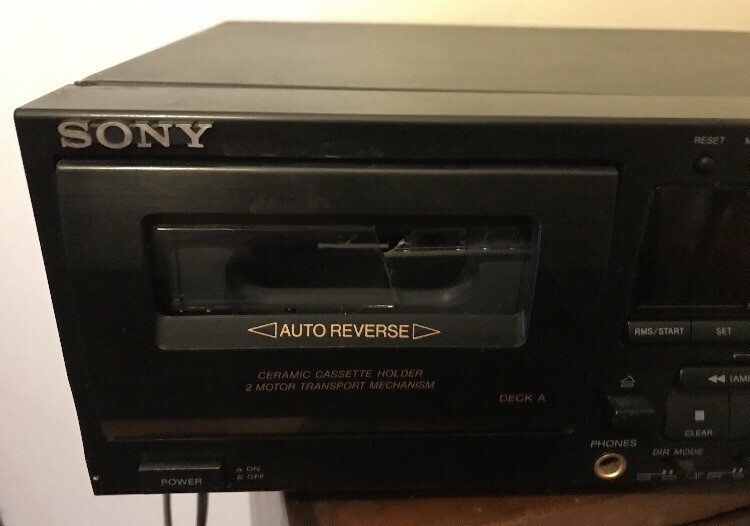 SONY
RESET
AUTO REVERSE
RMS/START SET
CERAMIC CASSETTE HOLDER
2 MOTOR TRANSPORT MECHANISM
DECK A
CLEAR
PHONES
DIR MODE
ON
OFF
POWER